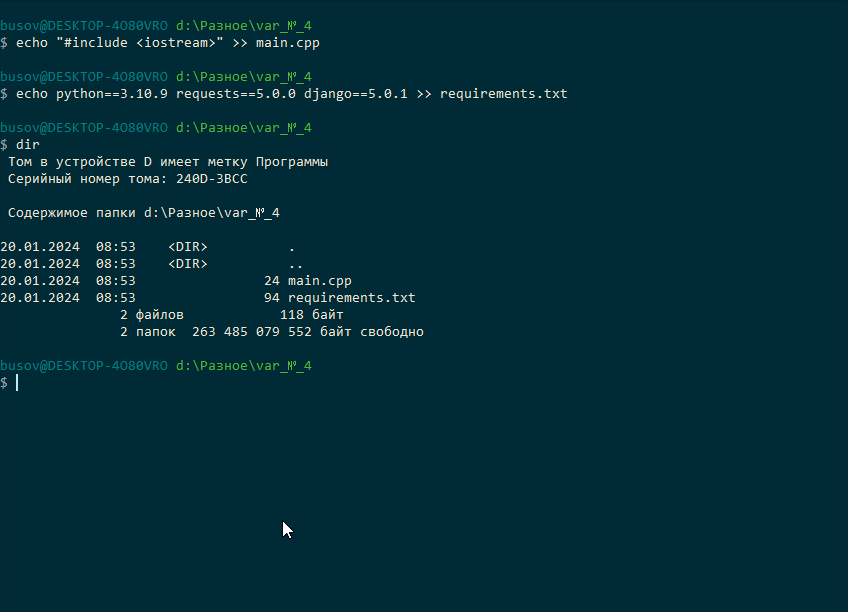 busov@DESKTOP-4O80VRO d:\Разное\var_№_4
$ echo "#include <iostream>" >> main.cpp
busov@DESKTOP-4O80VRO d:\Разное\var_№_4
$ echo python==3.10.9 requests==5.0.0 django==5.0.1 >> requirements.txt
busov@DESKTOP-4O80VRO d:\Разное\var_№_4
$ dir
Том в устройстве D имеет метку Программы
Серийный номер тома: 240D-3BCC
Содержимое папки d:\Разное\var_№_4
20.01.2024  08:53    <DIR>          .
20.01.2024  08:53    <DIR>          ..
20.01.2024  08:53                24 main.cpp
20.01.2024  08:53                94 requirements.txt
2 файлов            118 байт
2 папок  263 485 079 552 байт свободно
busov@DESKTOP-4O80VRO d:\Разное\var_№_4
$